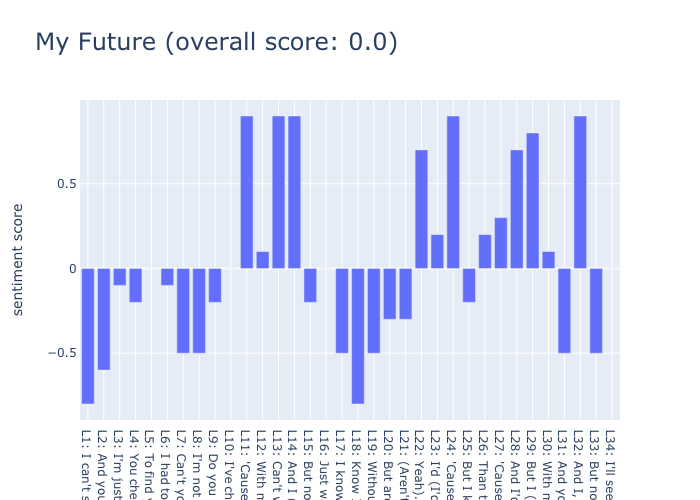 My Future (overall score: 0.0)
sentiment score
0.5
0
−0.5
L1: I can't s
L2: And you
L3: I'm just
L4: You che
L5: To find y
L6: I had to
L7: Can't yo
L8: I'm not
L9: Do you
L10: I've ch
L11: 'Cause
L12: With m
L13: Can't w
L14: And I (
L15: But no
L16: Just w
L17: I know
L18: Know I
L19: Withou
L20: But are
L21: (Aren't
L22: Yeah).
L23: I'd (I'd
L24: 'Cause
L25: But I k
L26: Than t
L27: 'Cause
L28: And I'v
L29: But I (
L30: With m
L31: And yo
L32: And I,
L33: But no
L34: I'll see